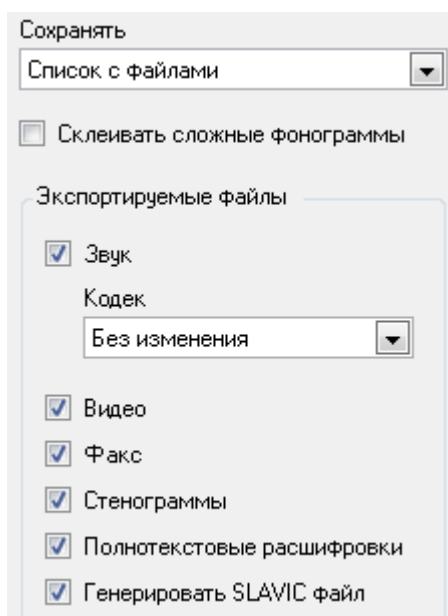 Сохранять
Список с файлами
Склеивать сложные фонограммы
Экспортируемые файлы
Звук
Кодек
Без изменения
Видео
Факс
Стенограммы
Полнотекстовые расшифровки
Генерировать SLAVIC файл